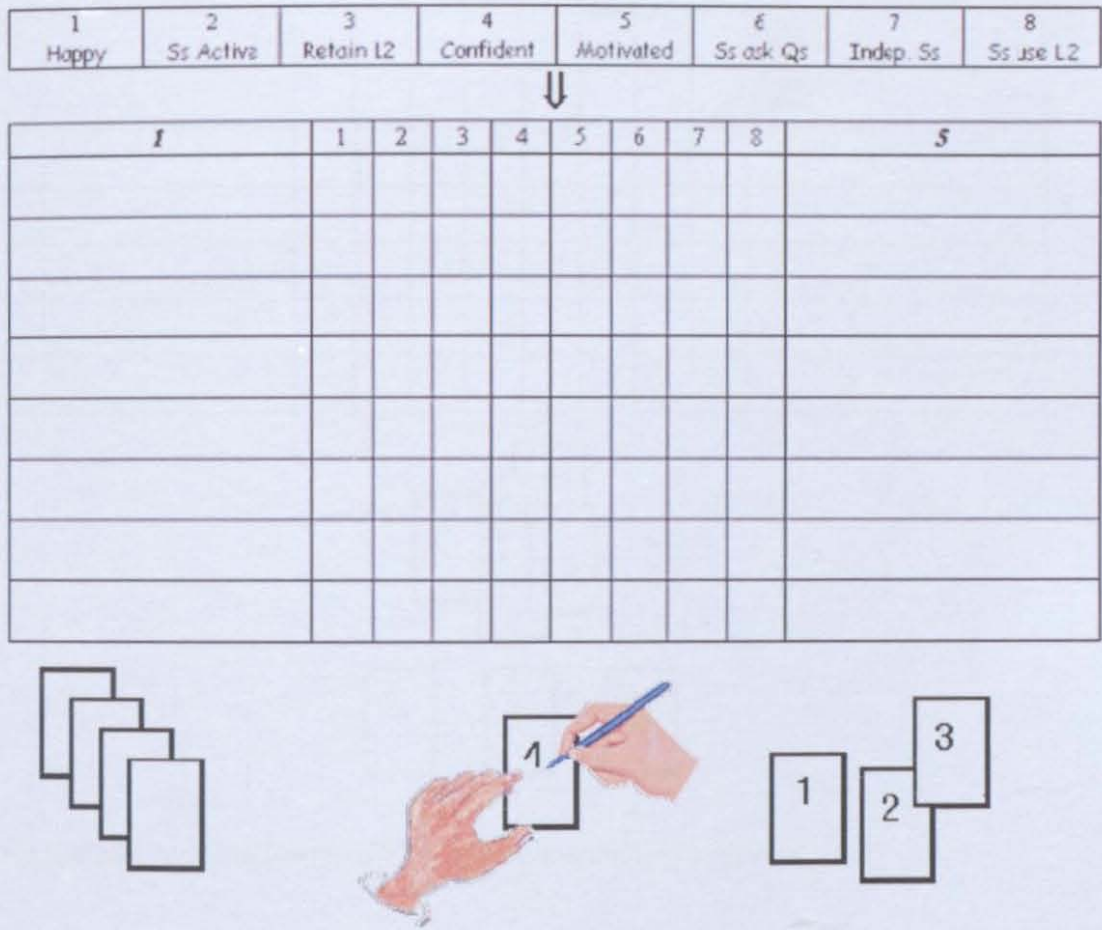 1 2 3 4 5 6 7 8
Happy Ss Active Retain L2 Confident Motivated Ss ask Qs Indep. Ss Ss use L2
⇓
1 1 2 3 4 5 6 7 8 5
4
1 2 3